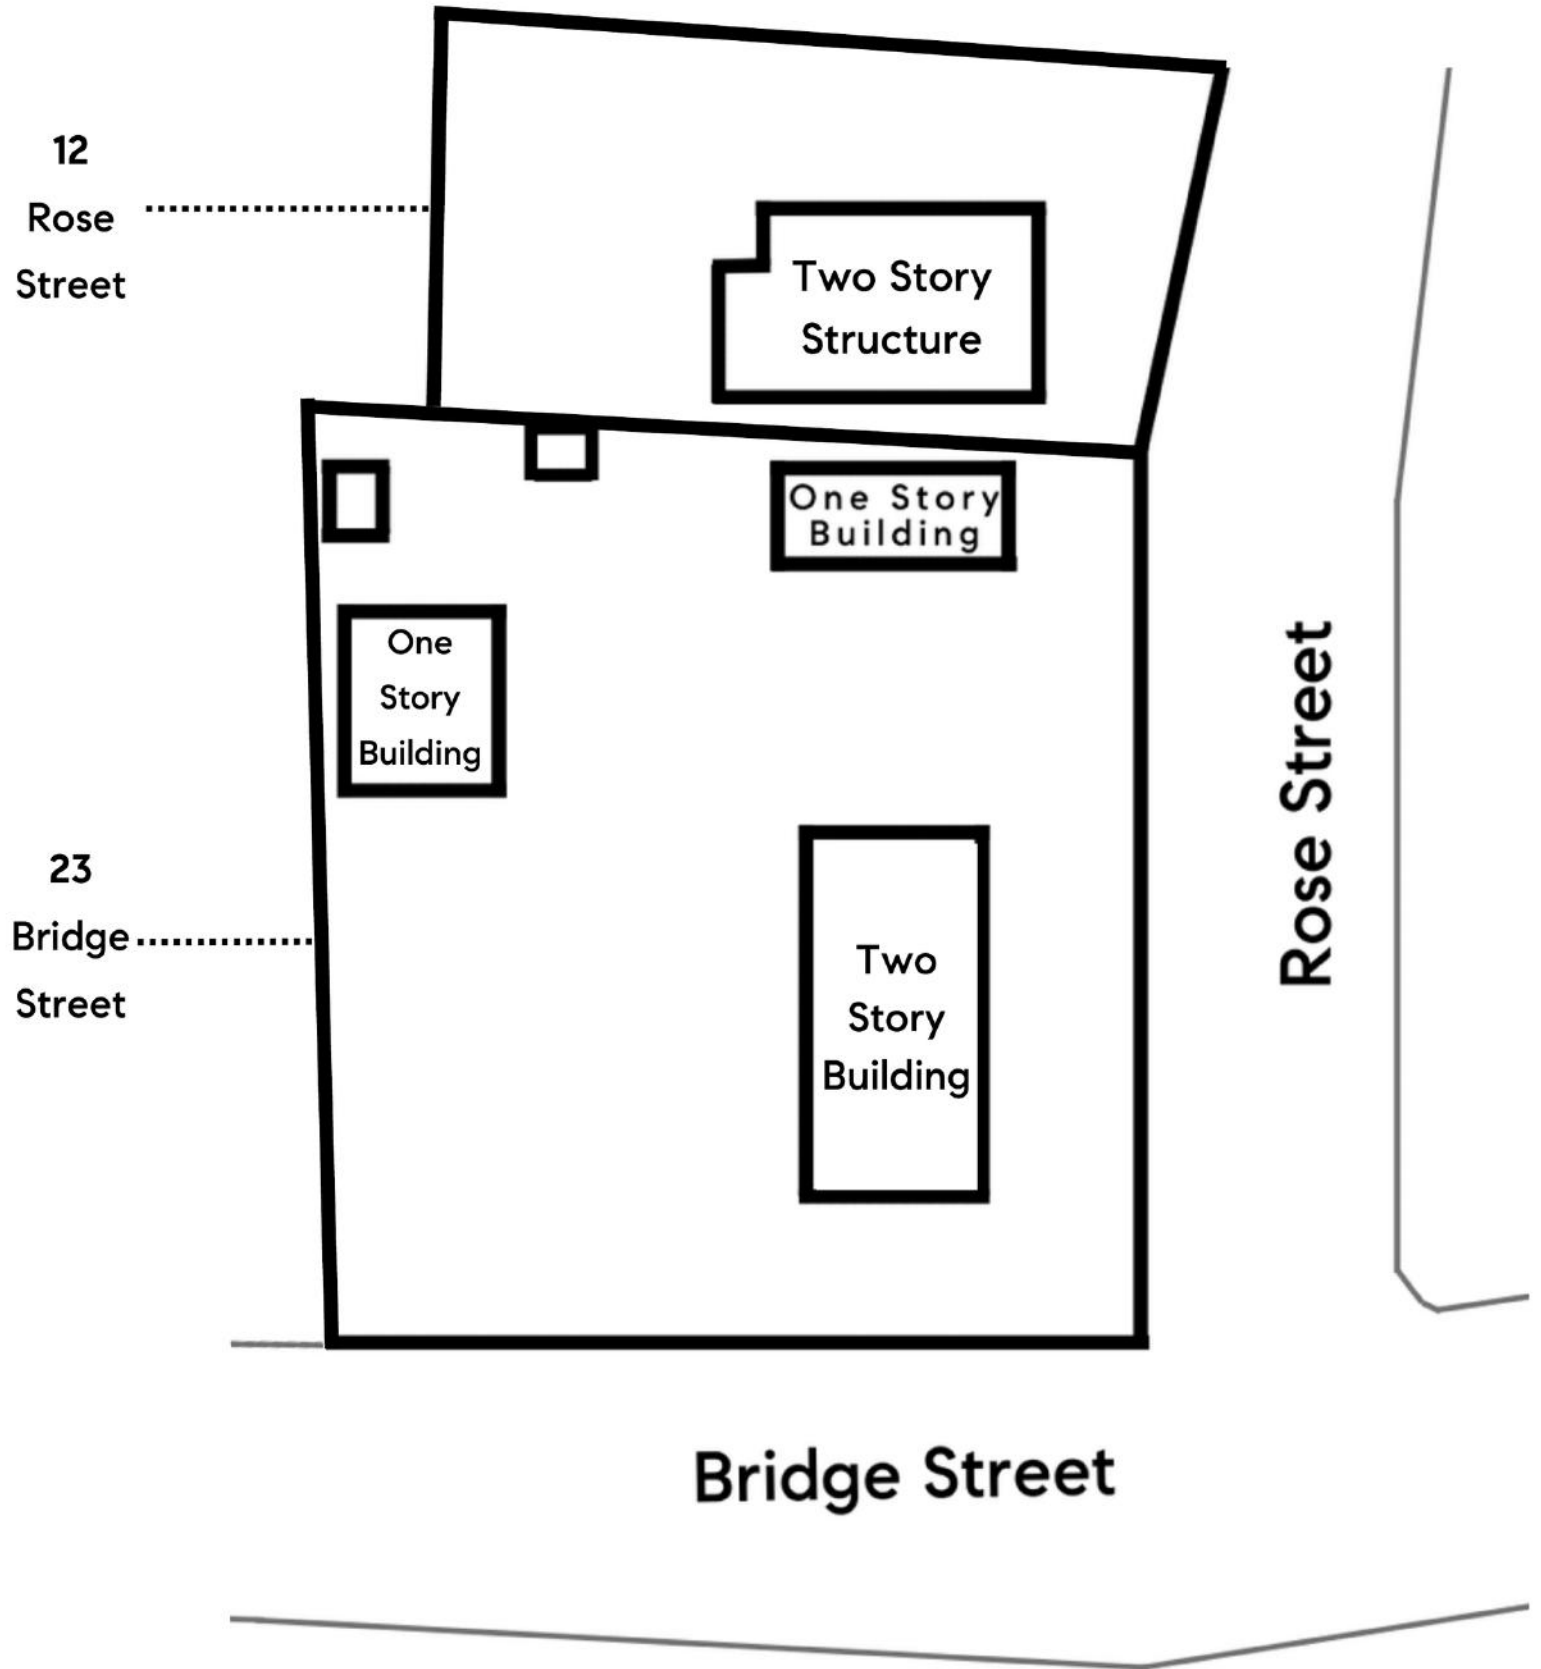 12
Rose
Street
Two Story
Structure
One Story
Building
One
Story
Building
23
Bridge
Street
Two
Story
Building
Rose Street
Bridge Street